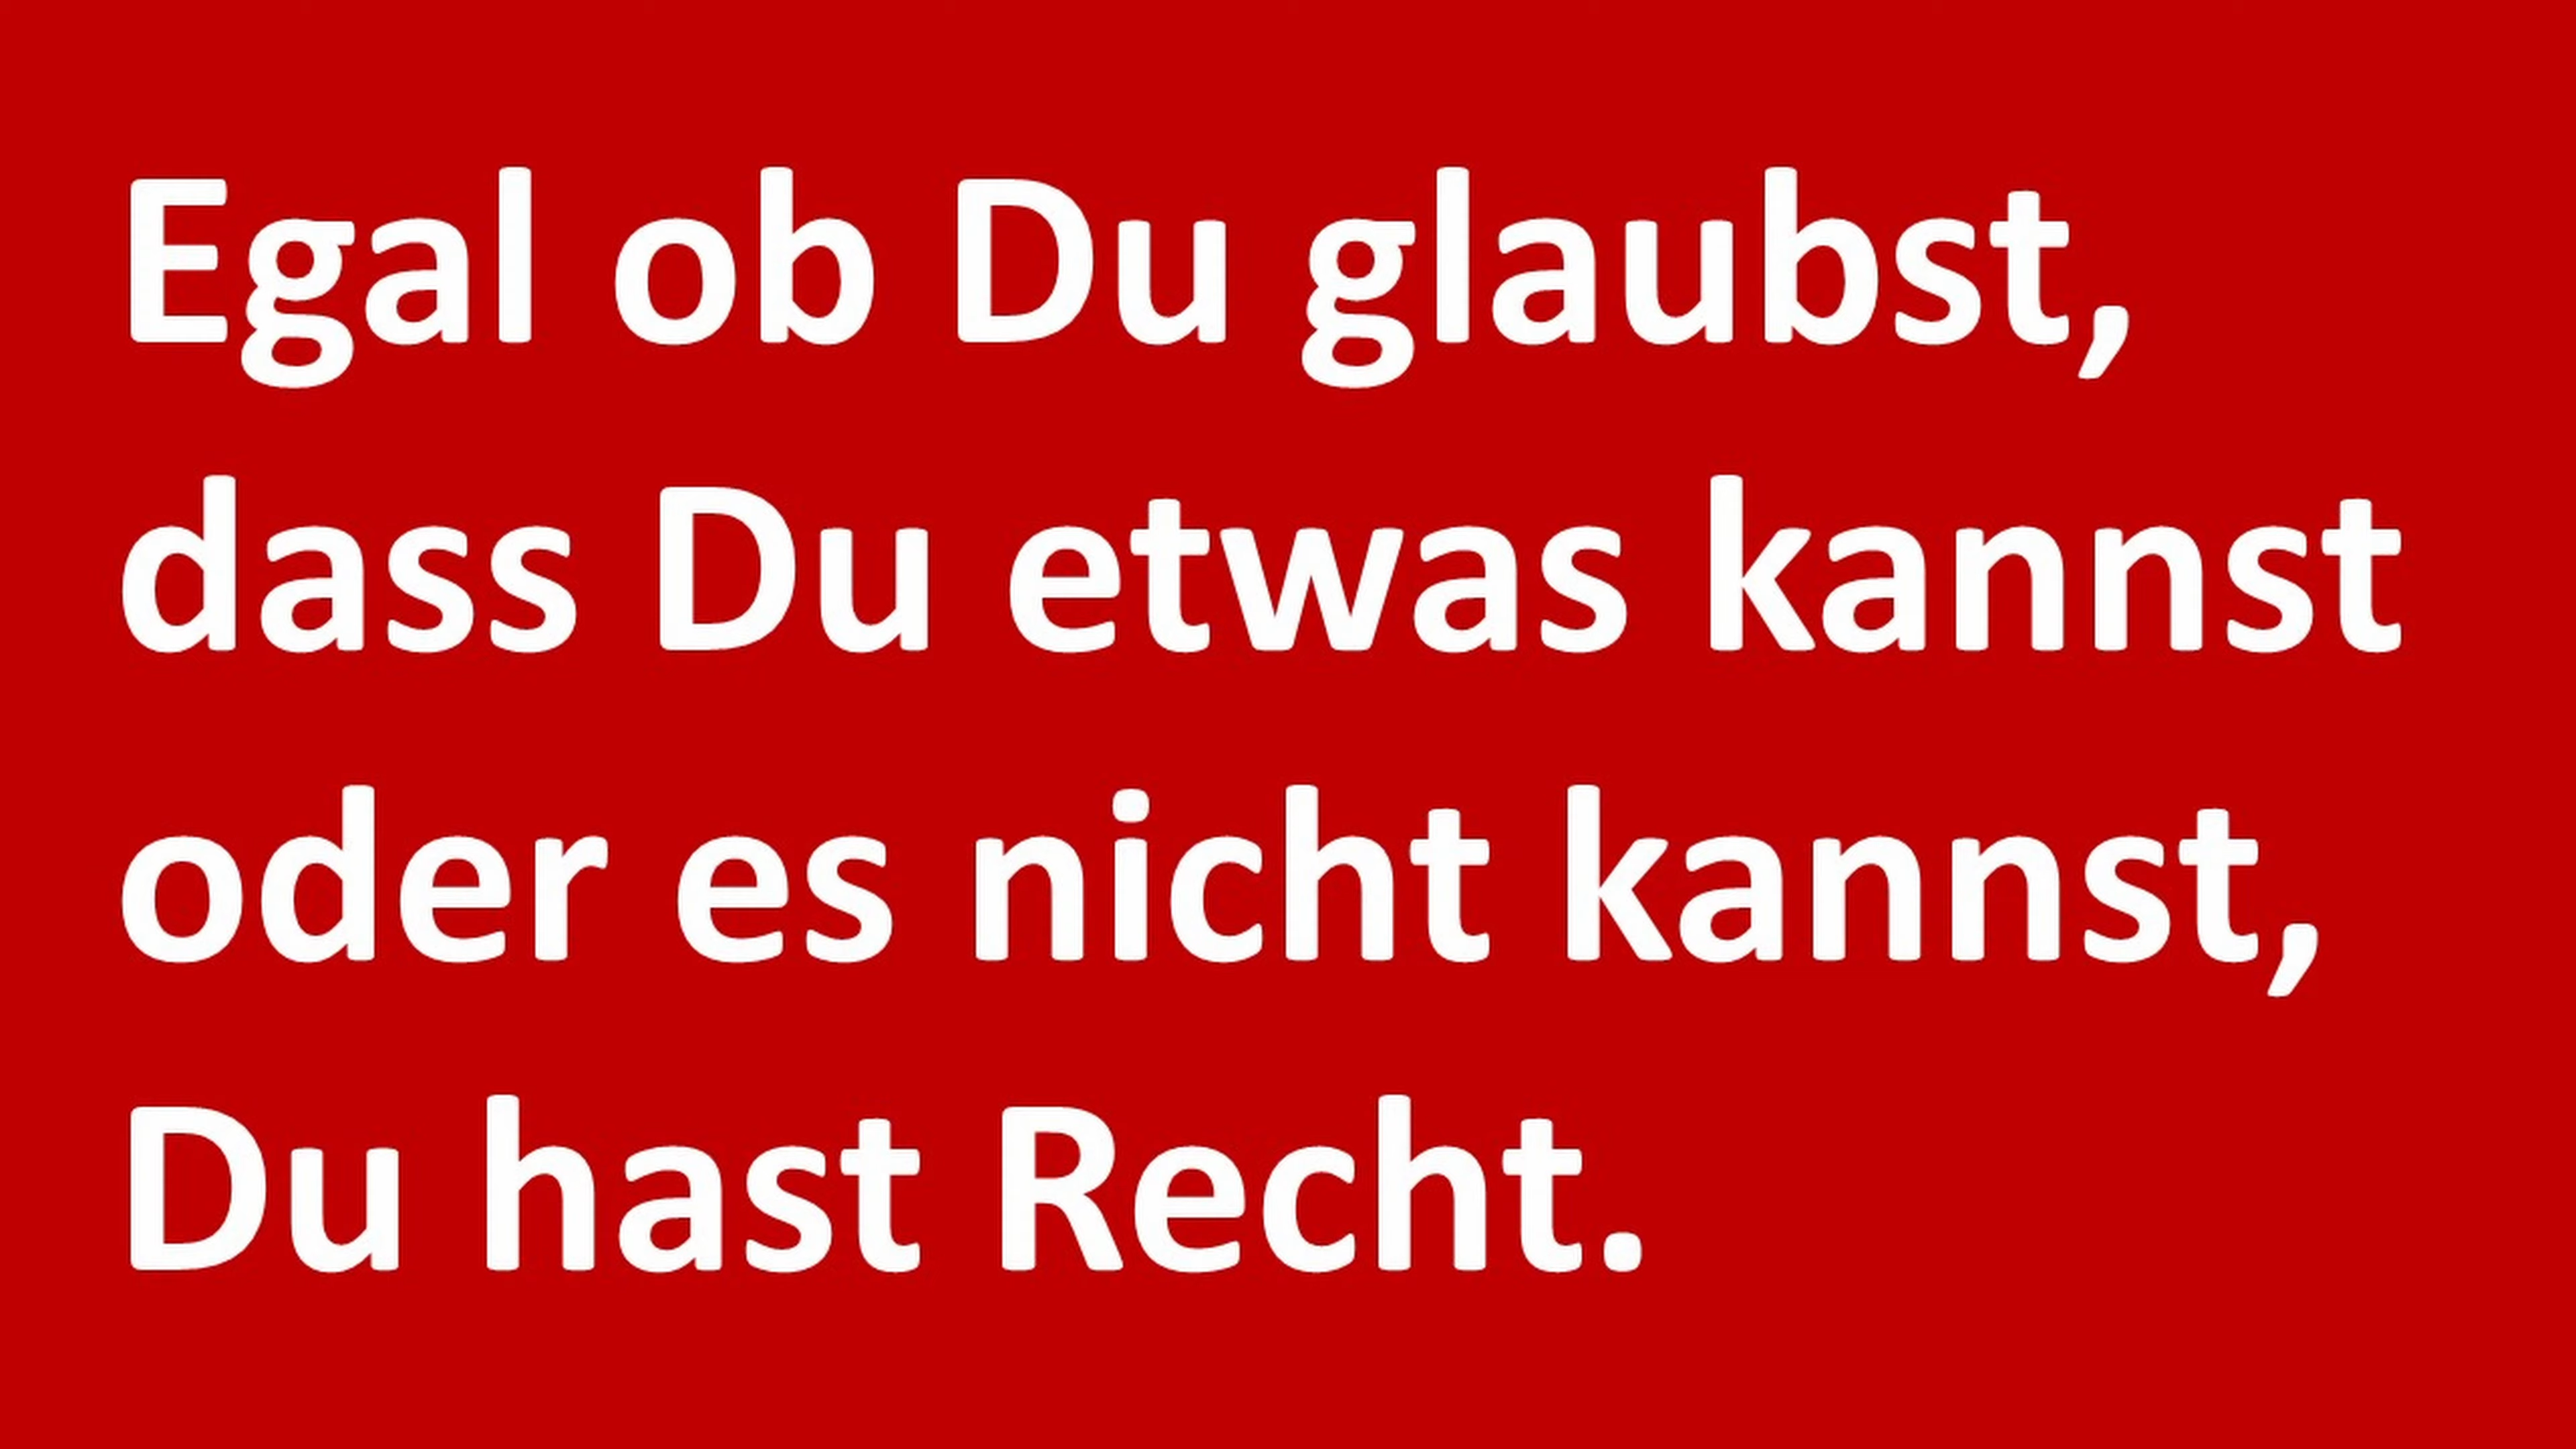 Egal ob Du glaubst,
dass Du etwas kannst
oder es nicht kannst,
Du hast Recht.